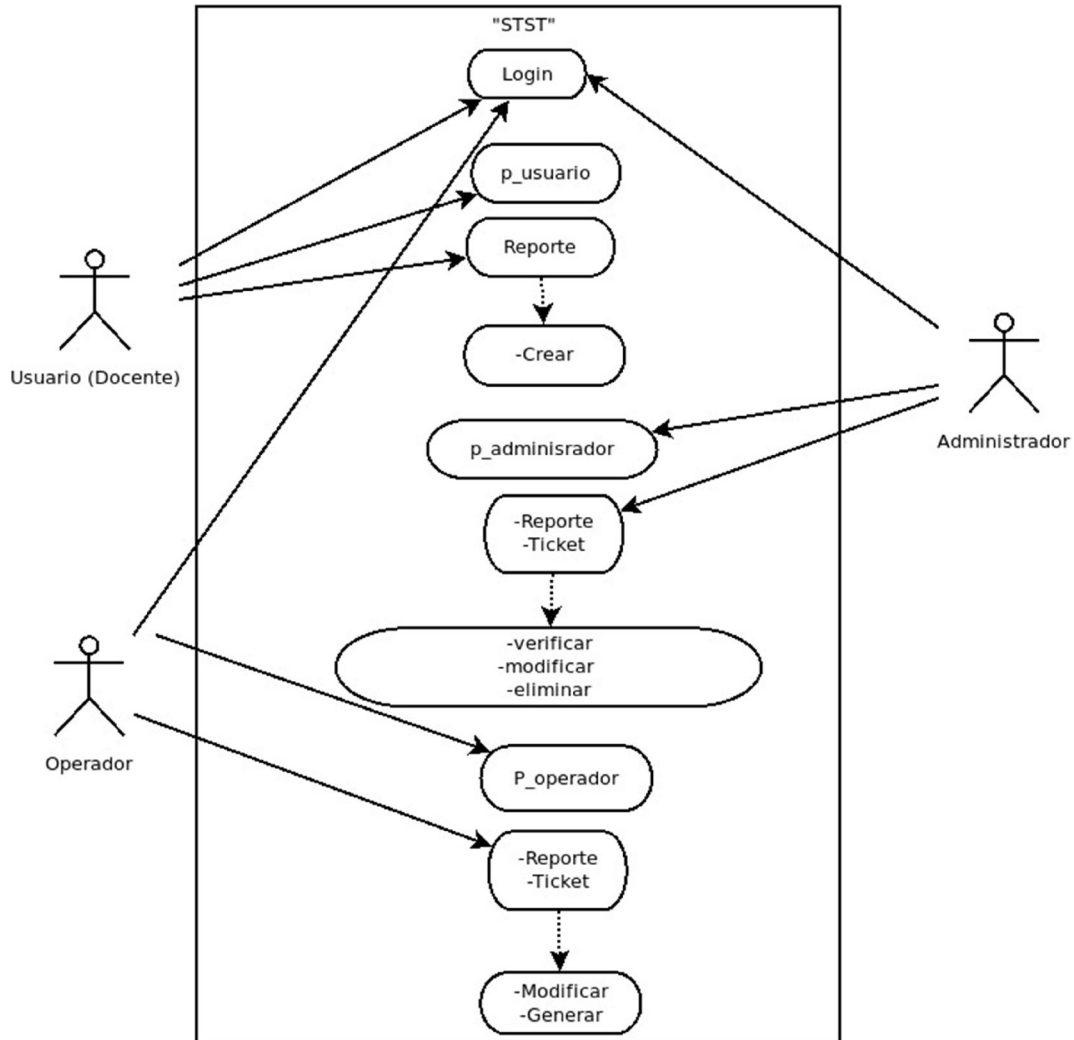 "STST"
Login
p_usuario
Reporte
-Crear
Usuario (Docente)
p_adminisrador
Administrador
-Reporte
-Ticket
-verificar
-modificar
-eliminar
Operador
P_operador
-Reporte
-Ticket
-Modificar
-Generar